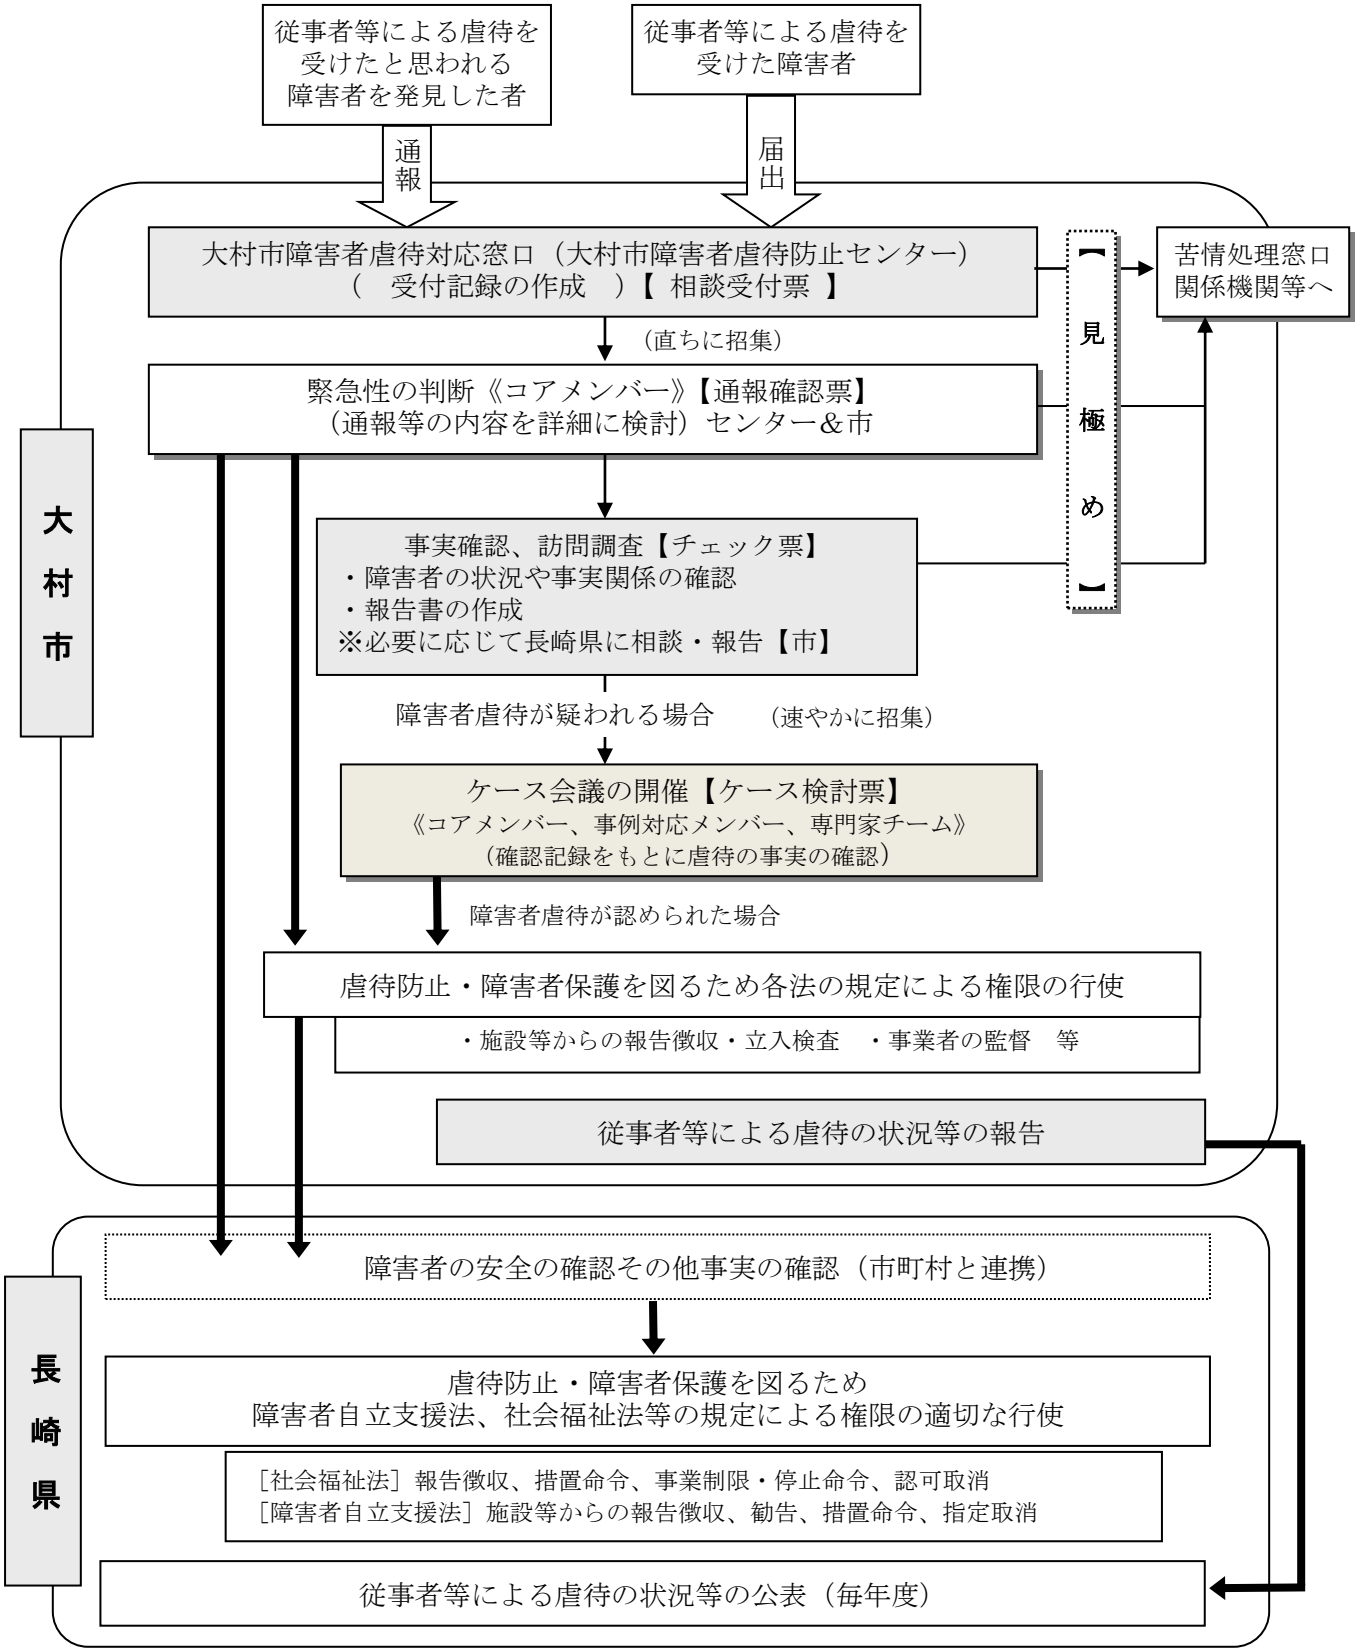 従事者等による虐待を
受けたと思われる
障害者を発見した者
従事者等による虐待を
受けた障害者
通報
届出
大村市障害者虐待対応窓口（大村市障害者虐待防止センター）
（　受付記録の作成　）【 相談受付票 】
苦情処理窓口
関係機関等へ
【見極め】
（直ちに招集）
緊急性の判断《コアメンバー》【通報確認票】
（通報等の内容を詳細に検討）センター＆市
大村市
事実確認、訪問調査【チェック票】
・障害者の状況や事実関係の確認
・報告書の作成
※必要に応じて長崎県に相談・報告【市】
障害者虐待が疑われる場合　（速やかに招集）
ケース会議の開催【ケース検討票】
《コアメンバー、事例対応メンバー、専門家チーム》
（確認記録をもとに虐待の事実の確認）
障害者虐待が認められた場合
虐待防止・障害者保護を図るため各法の規定による権限の行使
・施設等からの報告徴収・立入検査　・事業者の監督　等
従事者等による虐待の状況等の報告
長崎県
障害者の安全の確認その他事実の確認（市町村と連携）
虐待防止・障害者保護を図るため
障害者自立支援法、社会福祉法等の規定による権限の適切な行使
［社会福祉法］報告徴収、措置命令、事業制限・停止命令、認可取消
［障害者自立支援法］施設等からの報告徴収、勧告、措置命令、指定取消
従事者等による虐待の状況等の公表（毎年度）